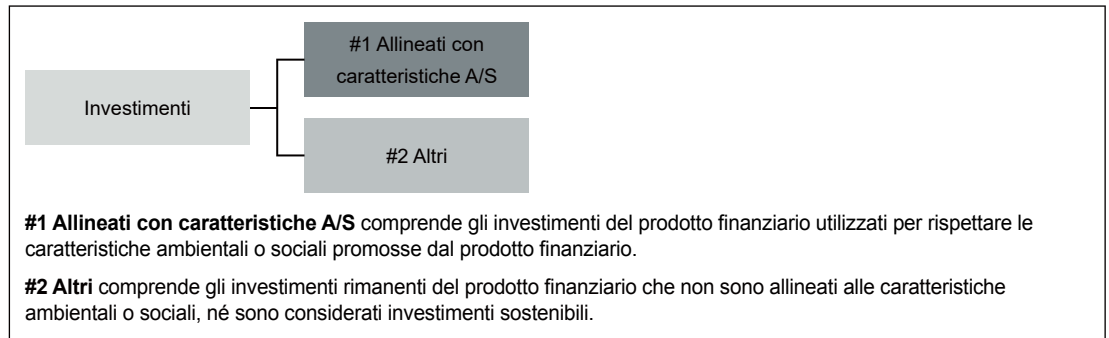 #1 Allineati con
caratteristiche A/S
Investimenti
#2 Altri
#1 Allineati con caratteristiche A/S comprende gli investimenti del prodotto finanziario utilizzati per rispettare le
caratteristiche ambientali o sociali promosse dal prodotto finanziario.
#2 Altri comprende gli investimenti rimanenti del prodotto finanziario che non sono allineati alle caratteristiche
ambientali o sociali, né sono considerati investimenti sostenibili.